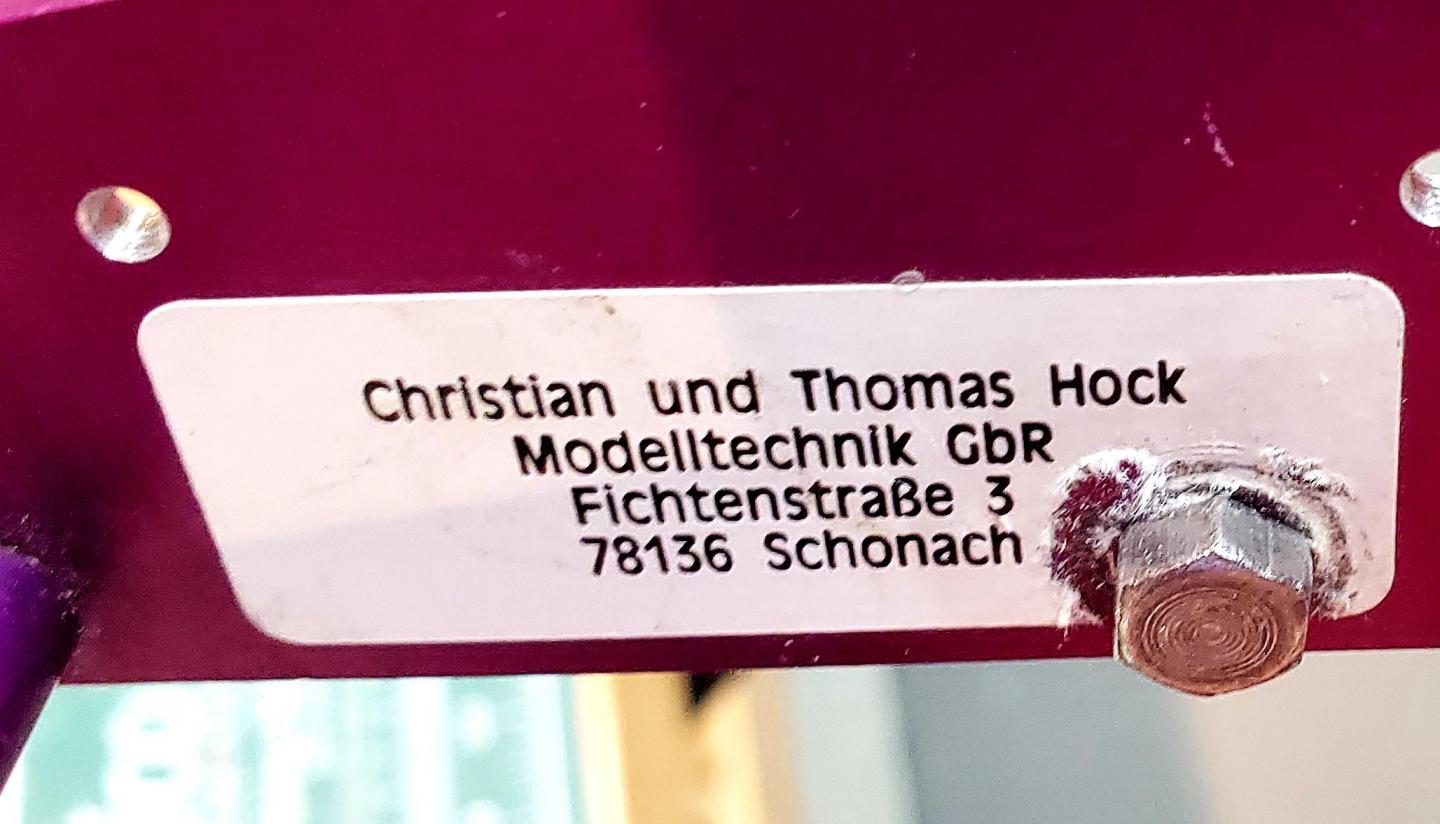 Christian und Thomas Hock
Modelltechnik GbR
Fichtenstraße 3
78136 Schonach